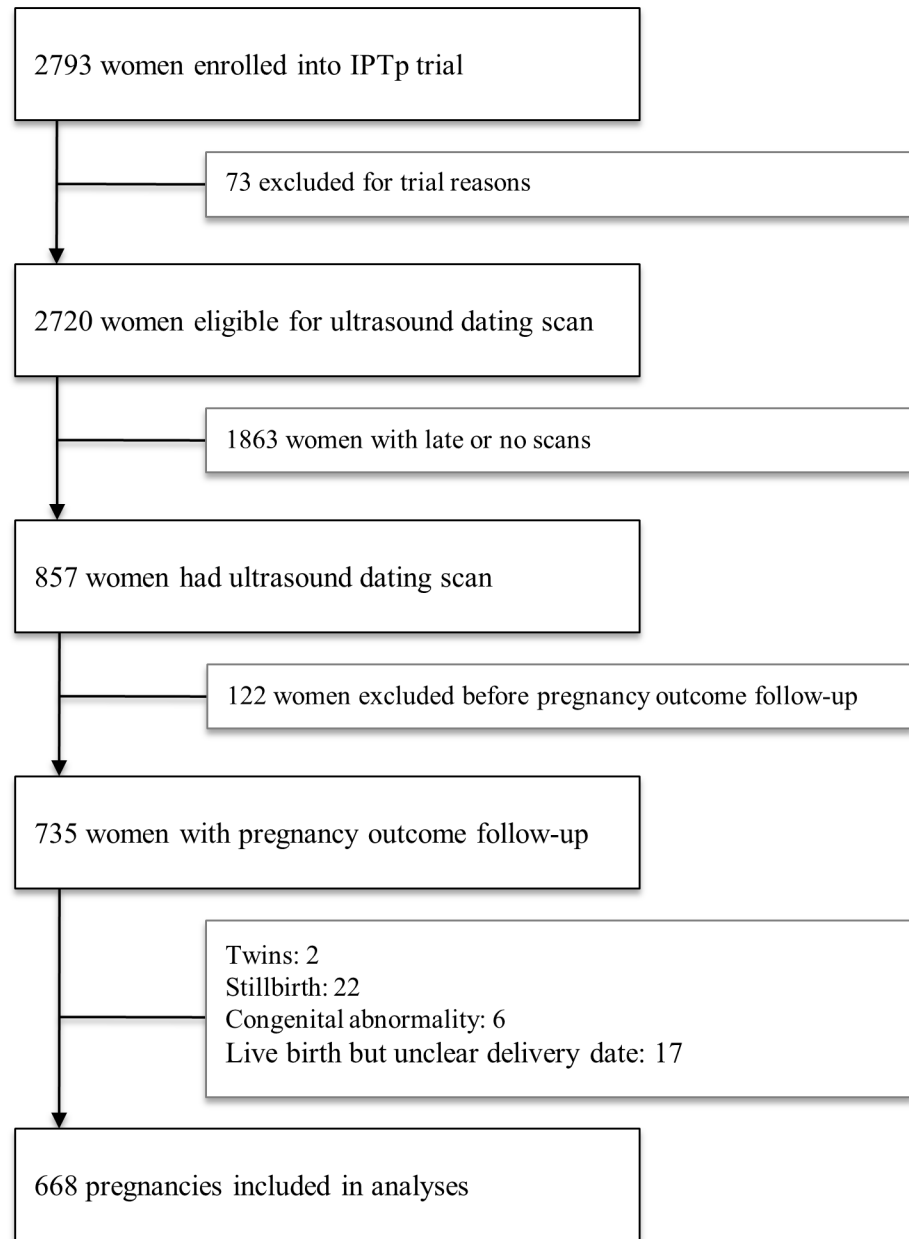 2793 women enrolled into IPTp trial
73 excluded for trial reasons
2720 women eligible for ultrasound dating scan
1863 women with late or no scans
857 women had ultrasound dating scan
122 women excluded before pregnancy outcome follow-up
735 women with pregnancy outcome follow-up
Twins: 2
Stillbirth: 22
Congenital abnormality: 6
Live birth but unclear delivery date: 17
668 pregnancies included in analyses